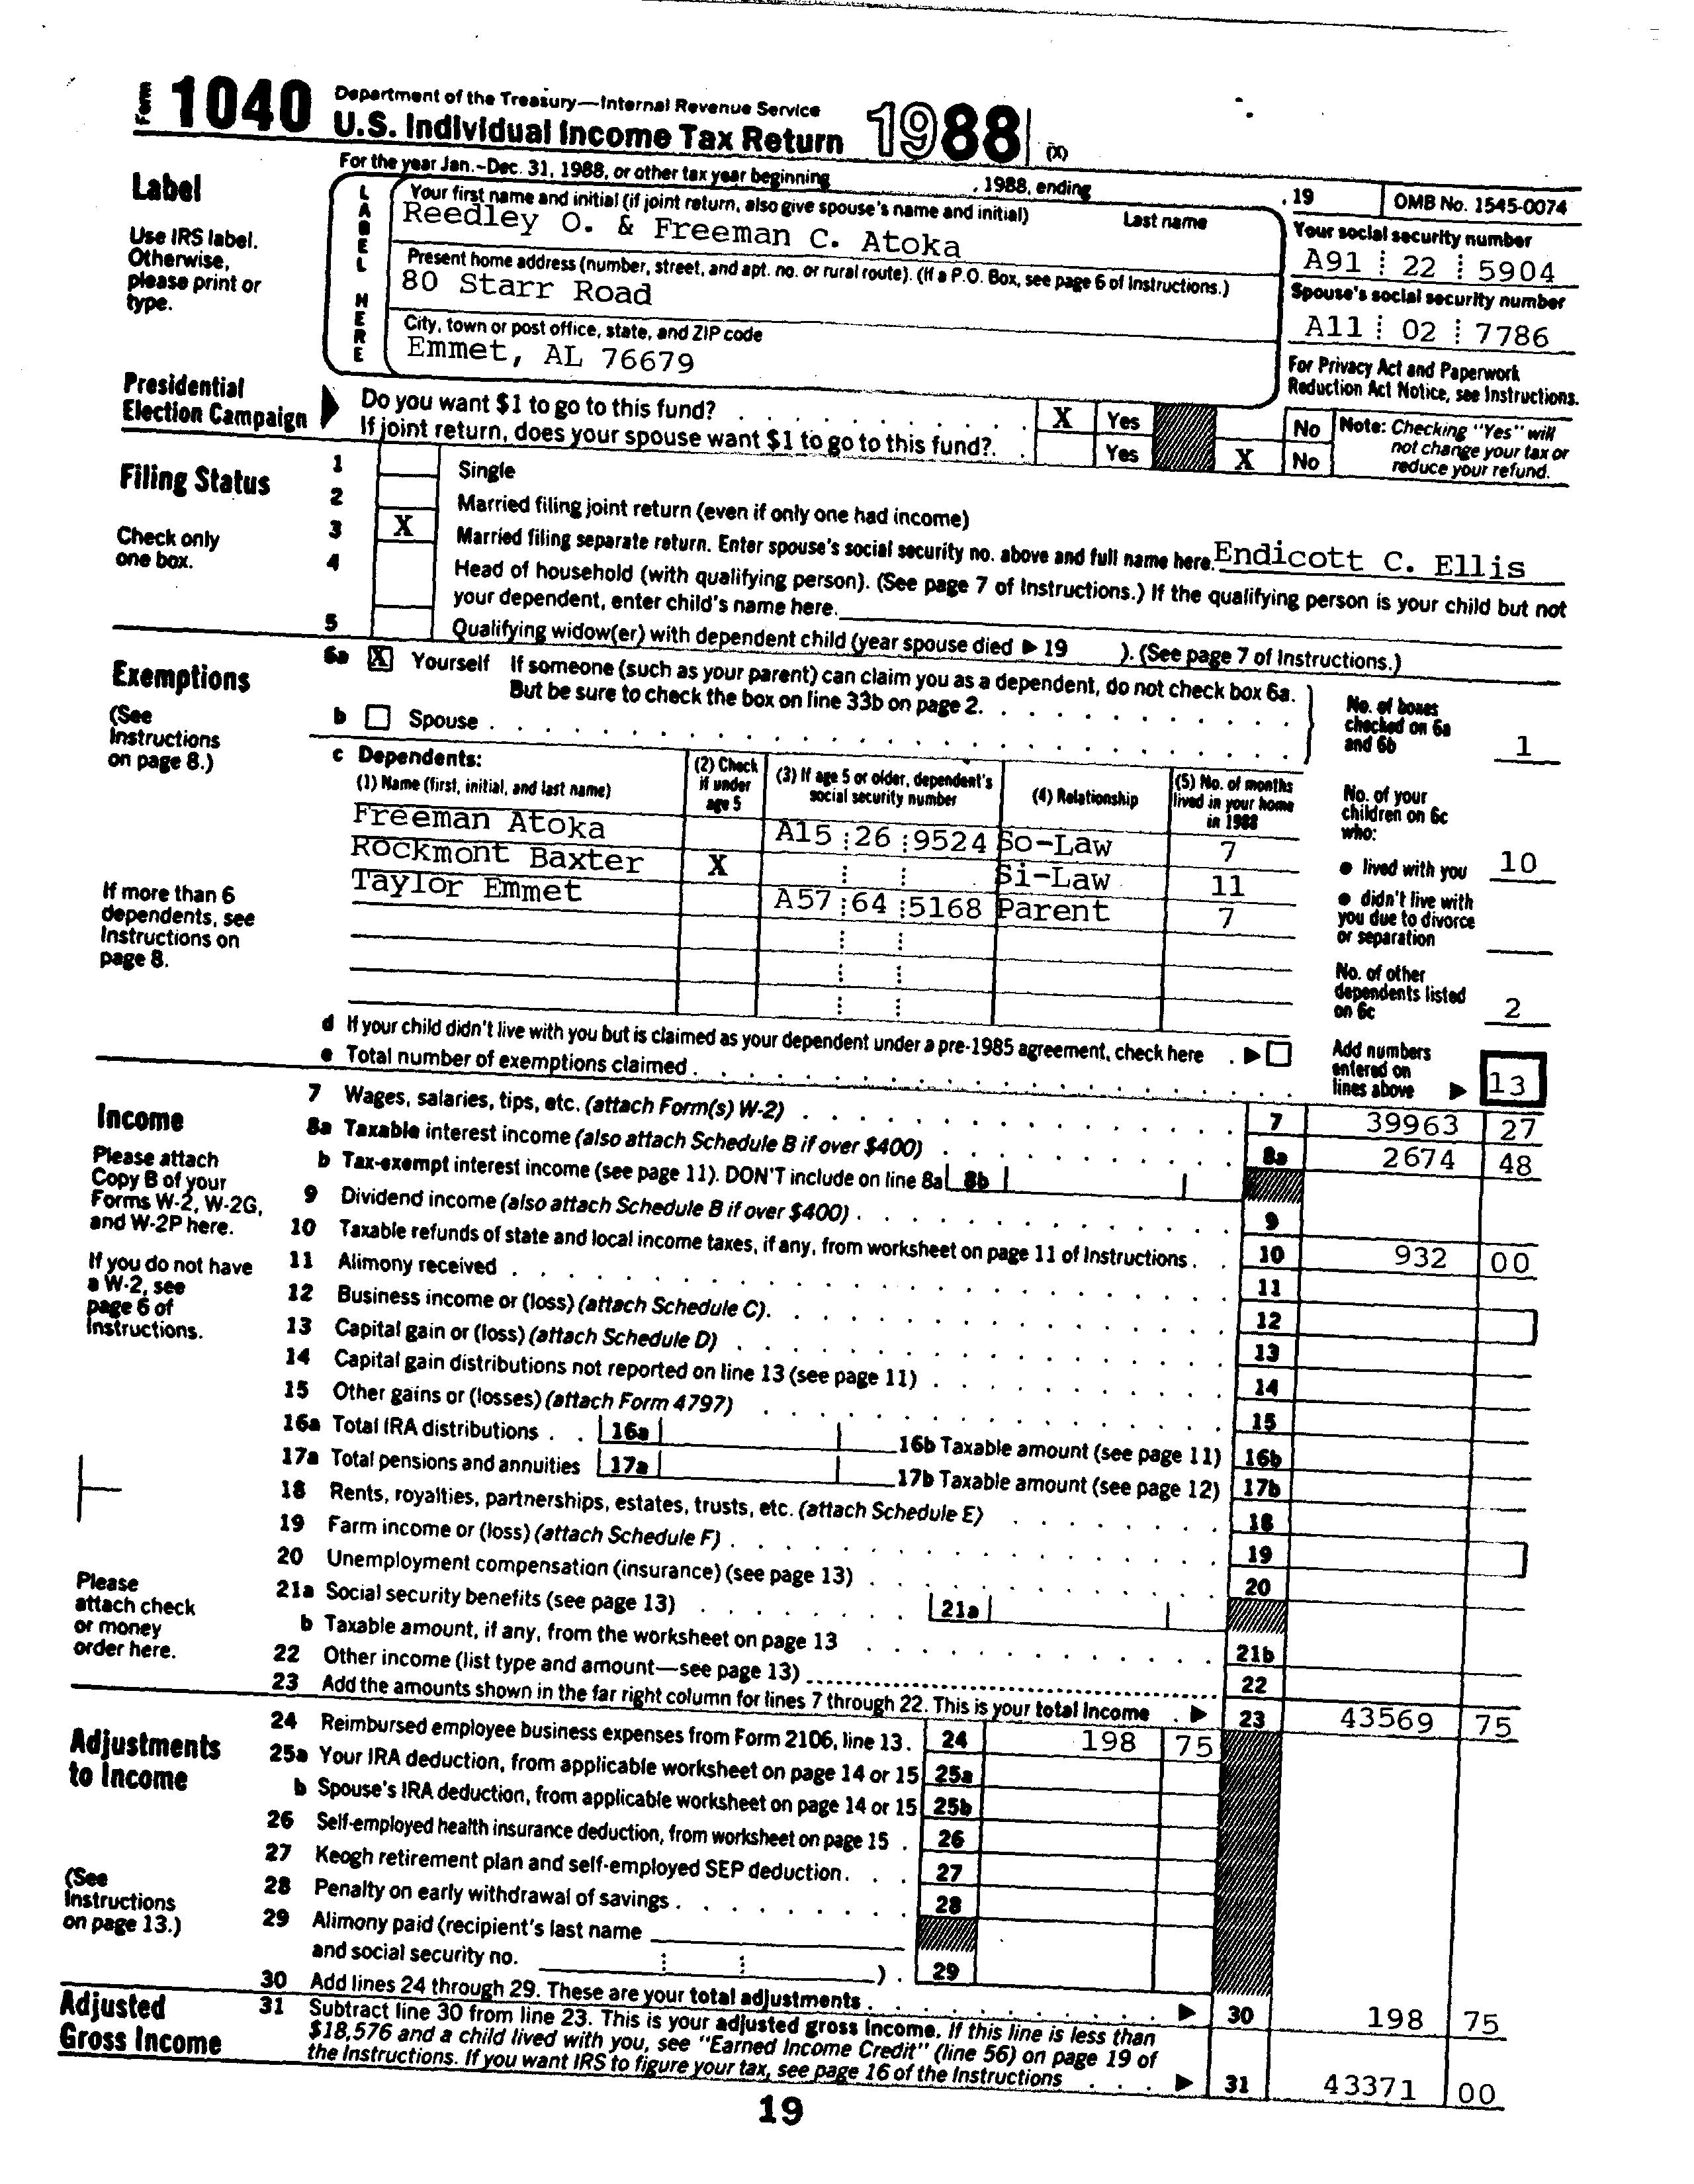 Form 1040 Department of the Treasury—Internal Revenue Service
U.S. Individual Income Tax Return 1988 (X)
For the year Jan.-Dec. 31, 1988, or other tax year beginning , 1988, ending , 19 OMB No. 1545-0074
Label
Use IRS label.
Otherwise,
please print or
type.
LABEL HERE
Your first name and initial (if joint return, also give spouse's name and initial) Last name
Reedley O. & Freeman C. Atoka
Your social security number
A91 22 5904
Present home address (number, street, and apt. no. or rural route). (If a P.O. Box, see page 6 of Instructions.)
80 Starr Road
Spouse's social security number
A11 02 7786
City, town or post office, state, and ZIP code
Emmet, AL 76679
For Privacy Act and Paperwork
Reduction Act Notice, see Instructions.
Presidential
Election Campaign
Do you want $1 to go to this fund? X Yes No
If joint return, does your spouse want $1 to go to this fund? Yes X No
Note: Checking "Yes" will
not change your tax or
reduce your refund.
Filing Status
Check only
one box.
1 Single
2 Married filing joint return (even if only one had income)
3 X Married filing separate return. Enter spouse's social security no. above and full name here. Endicott C. Ellis
4 Head of household (with qualifying person). (See page 7 of Instructions.) If the qualifying person is your child but not
your dependent, enter child's name here.
5 Qualifying widow(er) with dependent child (year spouse died ▶ 19 ). (See page 7 of Instructions.)
Exemptions
(See
Instructions
on page 8.)
6a X Yourself If someone (such as your parent) can claim you as a dependent, do not check box 6a.
But be sure to check the box on line 33b on page 2.
b Spouse
No. of boxes
checked on 6a
and 6b 1
c Dependents:
(1) Name (first, initial, and last name)
(2) Check
if under
age 5
(3) If age 5 or older, dependent's
social security number
(4) Relationship
(5) No. of months
lived in your home
in 1988
Freeman Atoka A15 26 9524 So-Law 7
Rockmont Baxter X Si-Law 11
Taylor Emmet A57 64 5168 Parent 7
If more than 6
dependents, see
Instructions on
page 8.
No. of your
children on 6c
who:
● lived with you 10
● didn't live with
you due to divorce
or separation
No. of other
dependents listed
on 6c 2
d If your child didn't live with you but is claimed as your dependent under a pre-1985 agreement, check here . ▶
e Total number of exemptions claimed
Add numbers
entered on
lines above ▶ 13
Income
Please attach
Copy B of your
Forms W-2, W-2G,
and W-2P here.
If you do not have
a W-2, see
page 6 of
Instructions.
7 Wages, salaries, tips, etc. (attach Form(s) W-2) 7 39963 27
8a Taxable interest income (also attach Schedule B if over $400) 8a 2674 48
b Tax-exempt interest income (see page 11). DON'T include on line 8a 8b
9 Dividend income (also attach Schedule B if over $400) 9
10 Taxable refunds of state and local income taxes, if any, from worksheet on page 11 of Instructions. 10 932 00
11 Alimony received 11
12 Business income or (loss) (attach Schedule C). 12
13 Capital gain or (loss) (attach Schedule D) 13
14 Capital gain distributions not reported on line 13 (see page 11) 14
15 Other gains or (losses) (attach Form 4797) 15
16a Total IRA distributions 16a 16b Taxable amount (see page 11) 16b
17a Total pensions and annuities 17a 17b Taxable amount (see page 12) 17b
18 Rents, royalties, partnerships, estates, trusts, etc. (attach Schedule E) 18
19 Farm income or (loss) (attach Schedule F) 19
20 Unemployment compensation (insurance) (see page 13) 20
21a Social security benefits (see page 13) 21a
b Taxable amount, if any, from the worksheet on page 13 21b
22 Other income (list type and amount—see page 13) 22
23 Add the amounts shown in the far right column for lines 7 through 22. This is your total income . ▶ 23 43569 75
Please
attach check
or money
order here.
Adjustments
to Income
(See
Instructions
on page 13.)
24 Reimbursed employee business expenses from Form 2106, line 13. 24 198 75
25a Your IRA deduction, from applicable worksheet on page 14 or 15 25a
b Spouse's IRA deduction, from applicable worksheet on page 14 or 15 25b
26 Self-employed health insurance deduction, from worksheet on page 15 . 26
27 Keogh retirement plan and self-employed SEP deduction. 27
28 Penalty on early withdrawal of savings 28
29 Alimony paid (recipient's last name
and social security no. ) . 29
30 Add lines 24 through 29. These are your total adjustments ▶ 30 198 75
Adjusted
Gross Income
31 Subtract line 30 from line 23. This is your adjusted gross income. If this line is less than
$18,576 and a child lived with you, see "Earned Income Credit" (line 56) on page 19 of
the Instructions. If you want IRS to figure your tax, see page 16 of the Instructions ▶ 31 43371 00
19